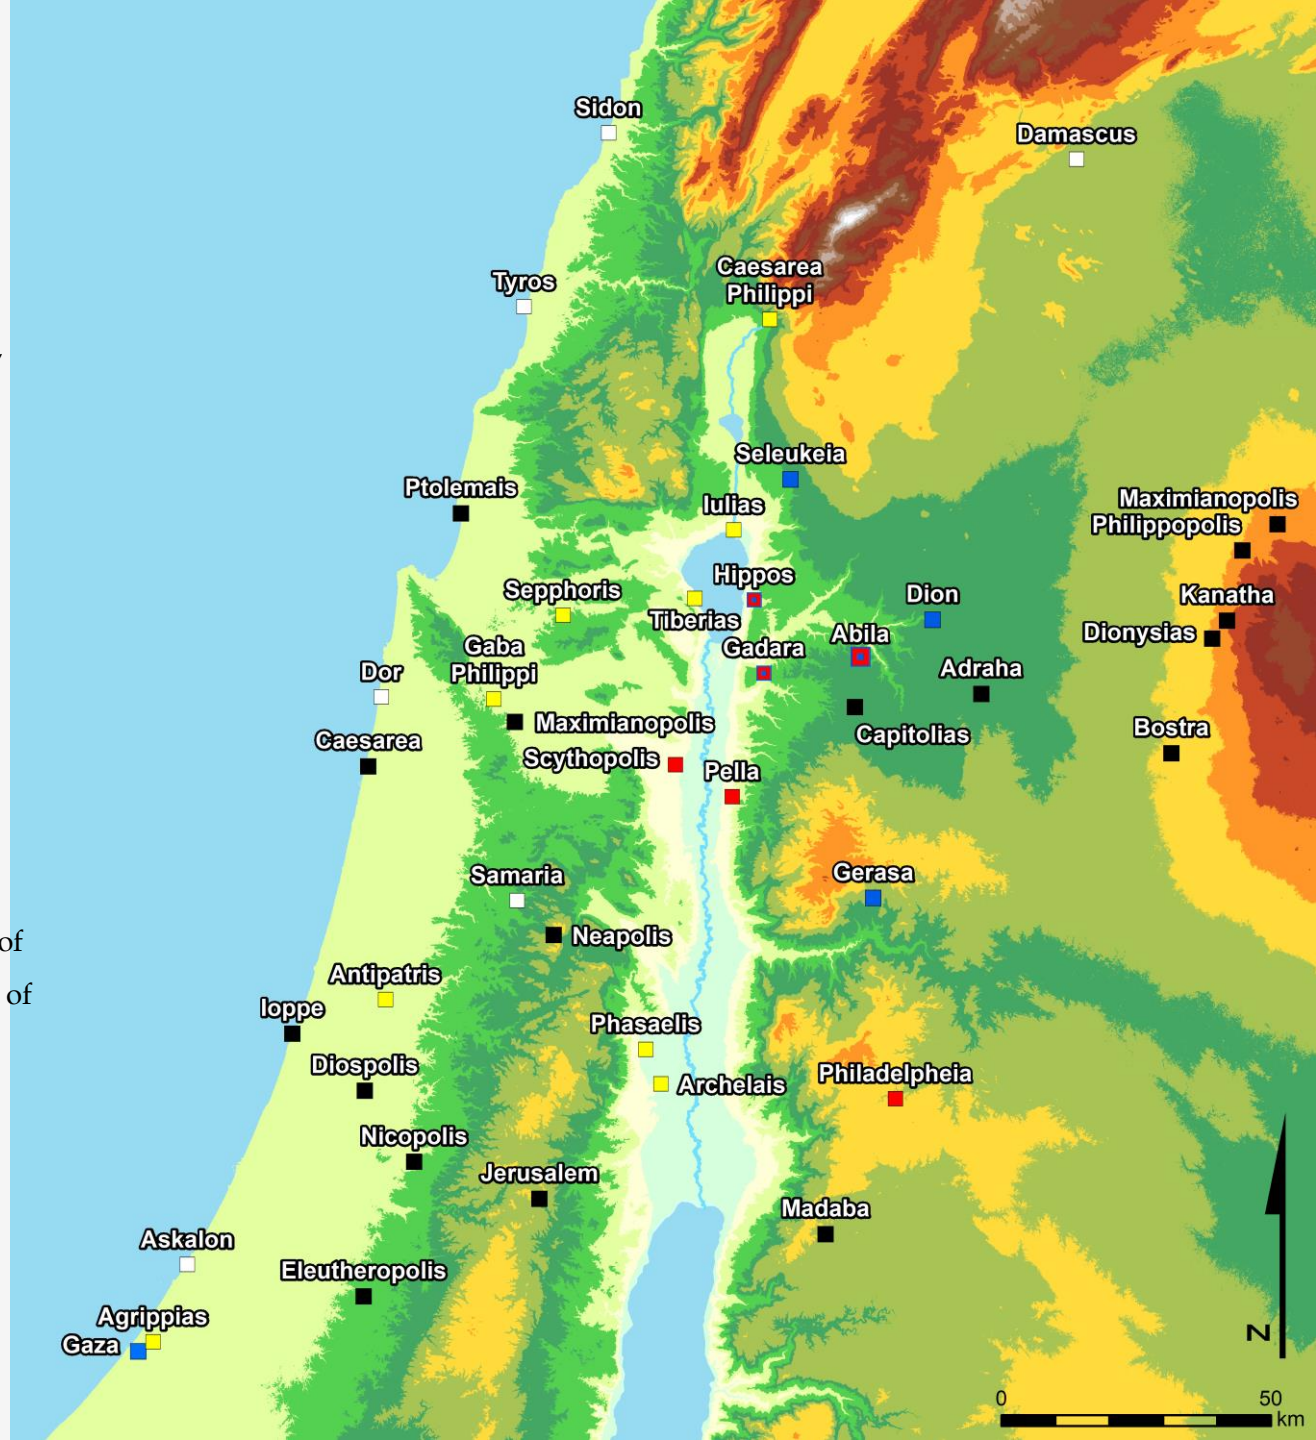 Sidon
Damascus
Caesarea
Philippi
Tyros
Seleukeia
Ptolemais
Iulias
Maximianopolis
Philippopolis
Hippos
Sepphoris
Tiberias
Dion
Kanatha
Dionysias
Abila
Gaba
Philippi
Gadara
Dor
Adraha
Maximianopolis
Capitolias
Bostra
Caesarea
Scythopolis
Pella
Samaria
Gerasa
Neapolis
of
Antipatris
of
Ioppe
Phasaelis
Diospolis
Archelais
Philadelpheia
Nicopolis
Jerusalem
Madaba
Askalon
Eleutheropolis
Agrippias
Gaza
N
0 50
km